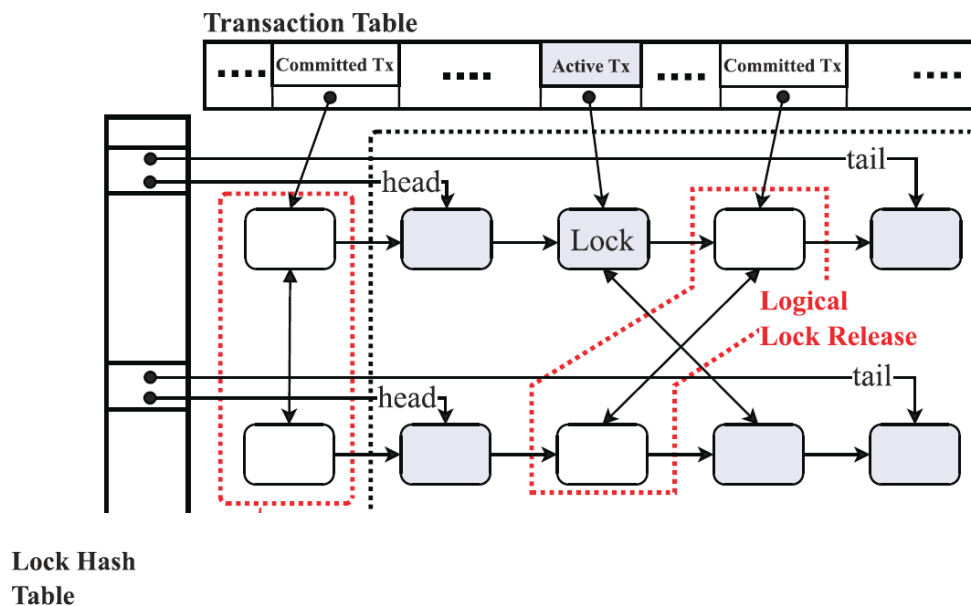 Transaction Table
Committed Tx
Active Tx
Committed Tx
tail
head
Lock
Logical
Lock Release
tail
head
Lock Hash
Table